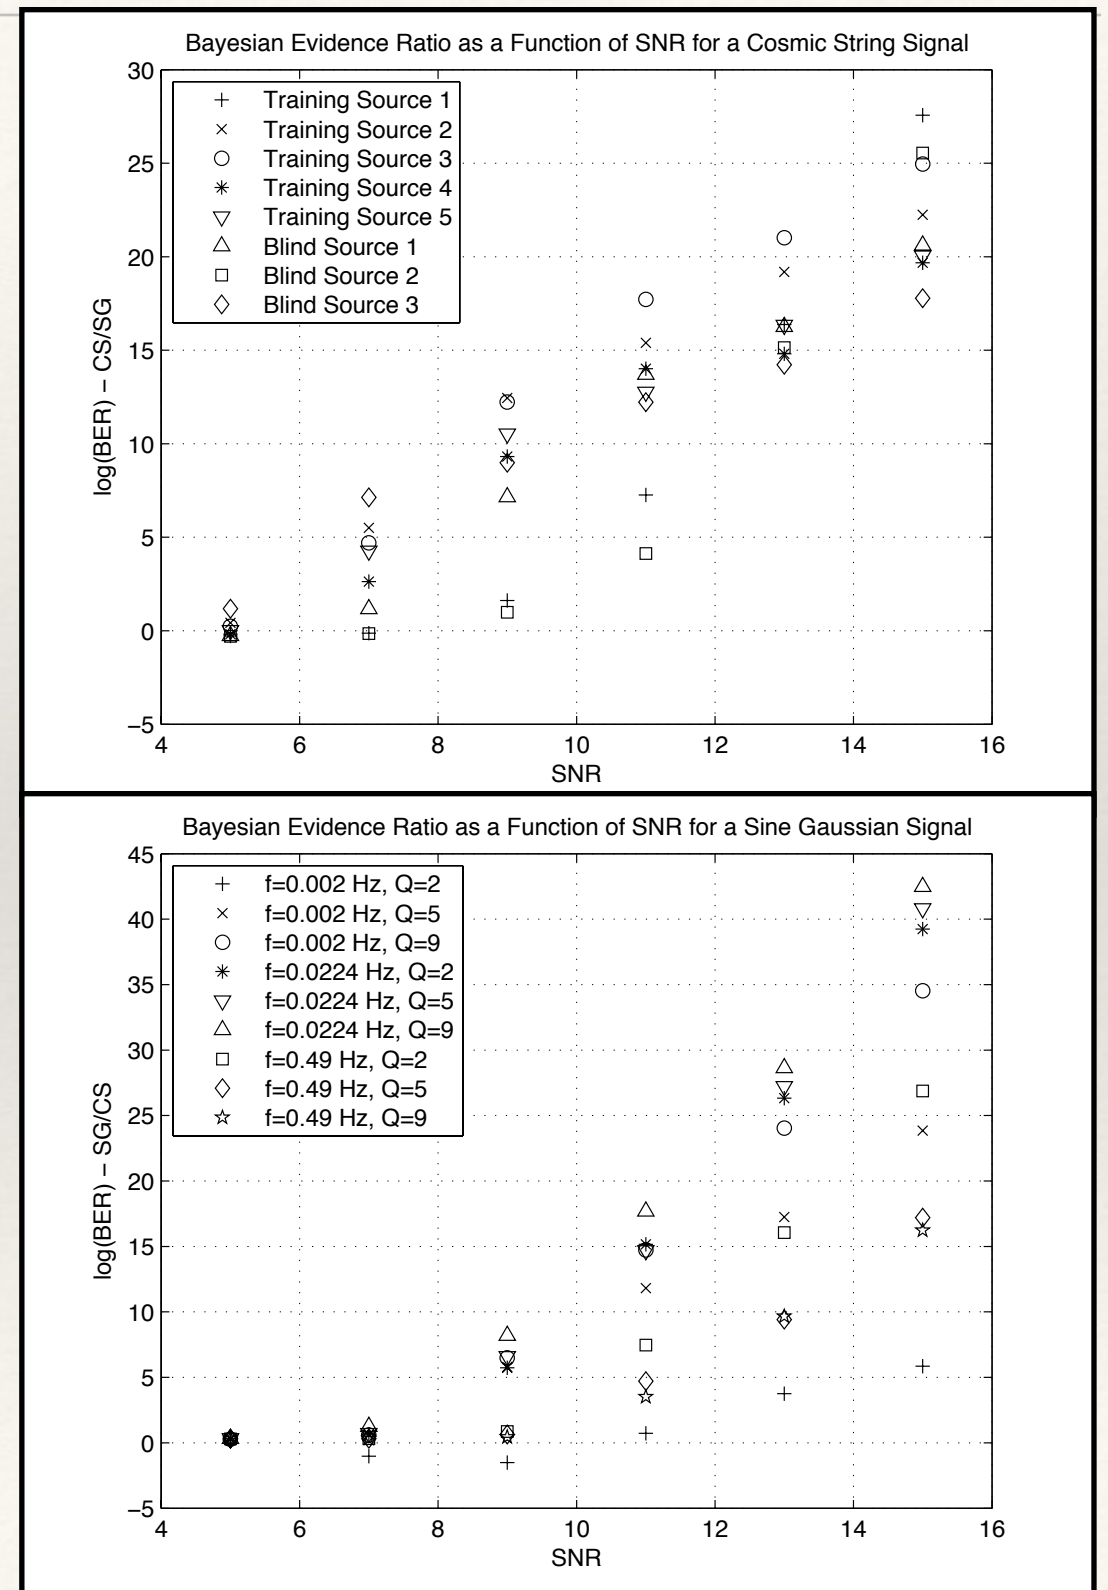 Bayesian Evidence Ratio as a Function of SNR for a Cosmic String Signal
30
25
20
15
10
5
0
−5
log(BER) − CS/SG
Training Source 1
Training Source 2
Training Source 3
Training Source 4
Training Source 5
Blind Source 1
Blind Source 2
Blind Source 3
4 6 8 10 12 14 16
SNR
Bayesian Evidence Ratio as a Function of SNR for a Sine Gaussian Signal
45
40
35
30
25
20
15
10
5
0
−5
log(BER) − SG/CS
f=0.002 Hz, Q=2
f=0.002 Hz, Q=5
f=0.002 Hz, Q=9
f=0.0224 Hz, Q=2
f=0.0224 Hz, Q=5
f=0.0224 Hz, Q=9
f=0.49 Hz, Q=2
f=0.49 Hz, Q=5
f=0.49 Hz, Q=9
4 6 8 10 12 14 16
SNR